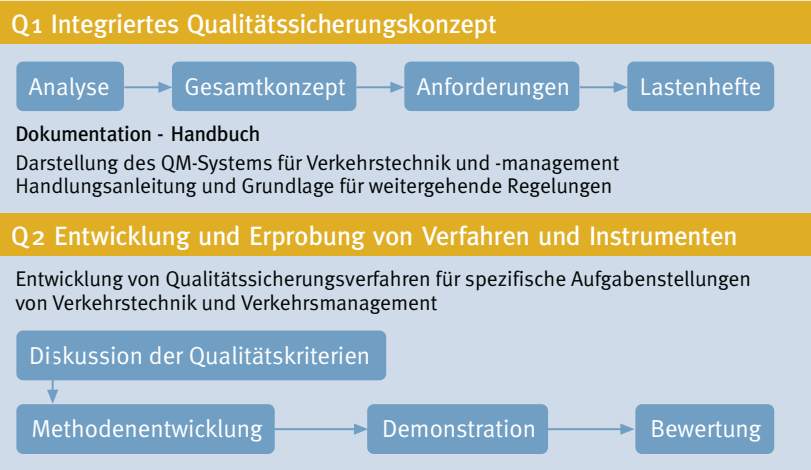 Q1 Integriertes Qualitätssicherungskonzept
Analyse Gesamtkonzept Anforderungen Lastenhefte
Dokumentation - Handbuch
Darstellung des QM-Systems für Verkehrstechnik und -management
Handlungsanleitung und Grundlage für weitergehende Regelungen
Q2 Entwicklung und Erprobung von Verfahren und Instrumenten
Entwicklung von Qualitätssicherungsverfahren für spezifische Aufgabenstellungen
von Verkehrstechnik und Verkehrsmanagement
Diskussion der Qualitätskriterien
Methodenentwicklung Demonstration Bewertung